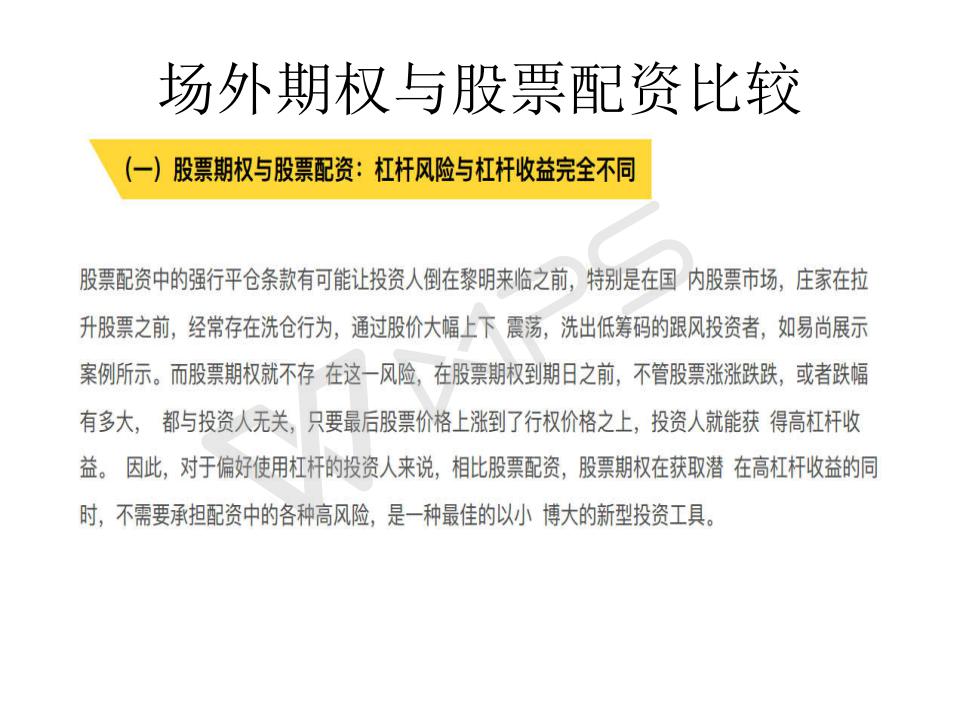 场外期权与股票配资比较
（一）股票期权与股票配资：杠杆风险与杠杆收益完全不同
股票配资中的强行平仓条款有可能让投资人倒在黎明来临之前，特别是在国 内股票市场，庄家在拉
升股票之前，经常存在洗仓行为，通过股价大幅上下 震荡，洗出低筹码的跟风投资者，如易尚展示
案例所示。而股票期权就不存 在这一风险，在股票期权到期日之前，不管股票涨涨跌跌，或者跌幅
有多大， 都与投资人无关，只要最后股票价格上涨到了行权价格之上，投资人就能获 得高杠杆收
益。 因此，对于偏好使用杠杆的投资人来说，相比股票配资，股票期权在获取潜 在高杠杆收益的同
时，不需要承担配资中的各种高风险，是一种最佳的以小 博大的新型投资工具。
WPS